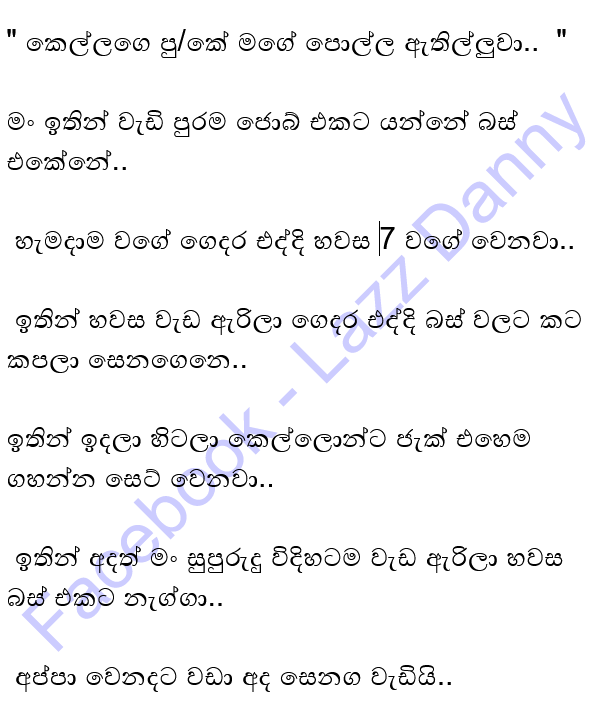 " කෙල්ලගෙ පු/කේ මගේ පොල්ල ඇතිල්ලුවා.. "
මං ඉතින් වැඩි පුරම ජොබ් එකට යන්නේ බස්
එකේනේ..
හැමදාම වගේ ගෙදර එද්දි හවස 7 වගේ වෙනවා..
ඉතින් හවස වැඩ ඇරිලා ගෙදර එද්දි බස් වලට කට
කපලා සෙනගෙනෙ..
ඉතින් ඉදලා හිටලා කෙල්ලොන්ට ජැක් එහෙම
ගහන්න සෙට් වෙනවා..
ඉතින් අදත් මං සුපුරුදු විදිහටම වැඩ ඇරිලා හවස
බස් එකට නැග්ගා..
අප්පා වෙනදට වඩා අද සෙනග වැඩියි..
Facebook - Lazz Danny